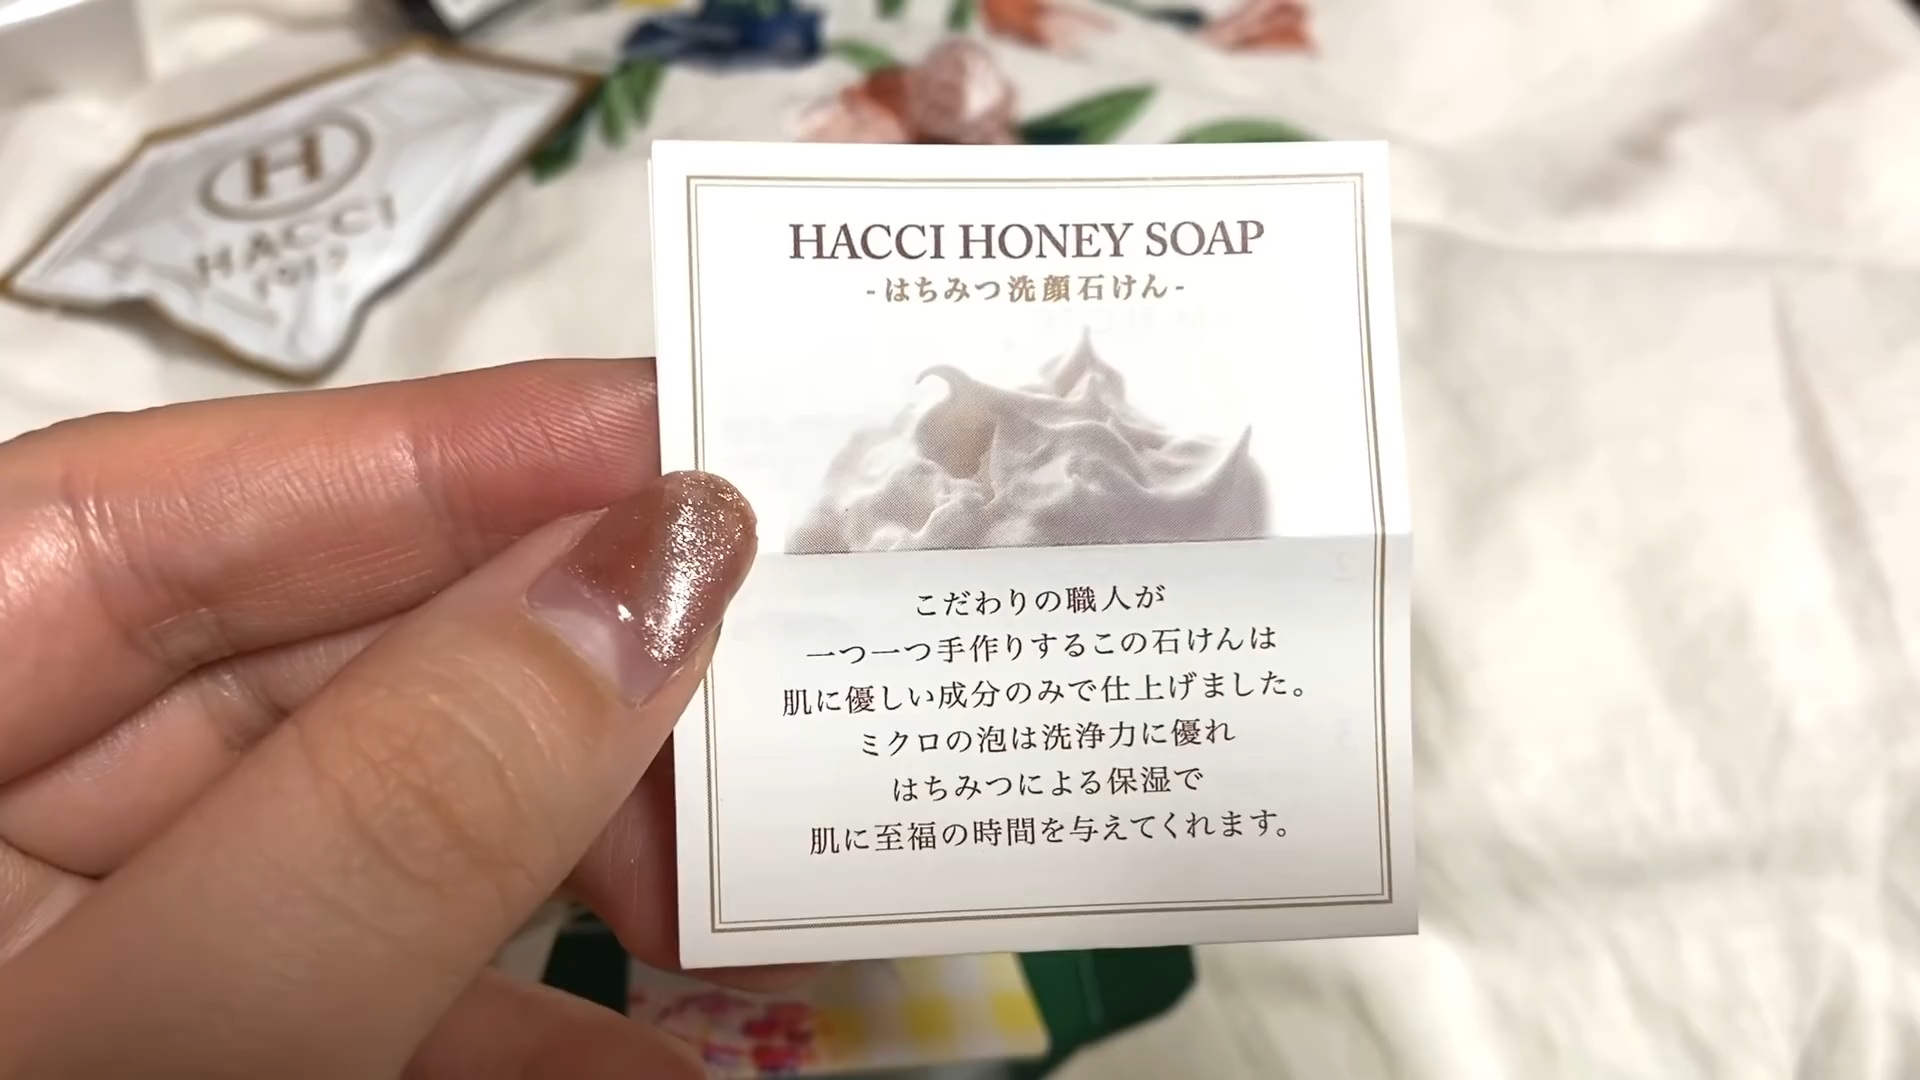 H
HACCI
1912
HACCI HONEY SOAP
-はちみつ洗顔石けん-
こだわりの職人が
一つ一つ手作りするこの石けんは
肌に優しい成分のみで仕上げました。
ミクロの泡は洗浄力に優れ
はちみつによる保湿で
肌に至福の時間を与えてくれます。